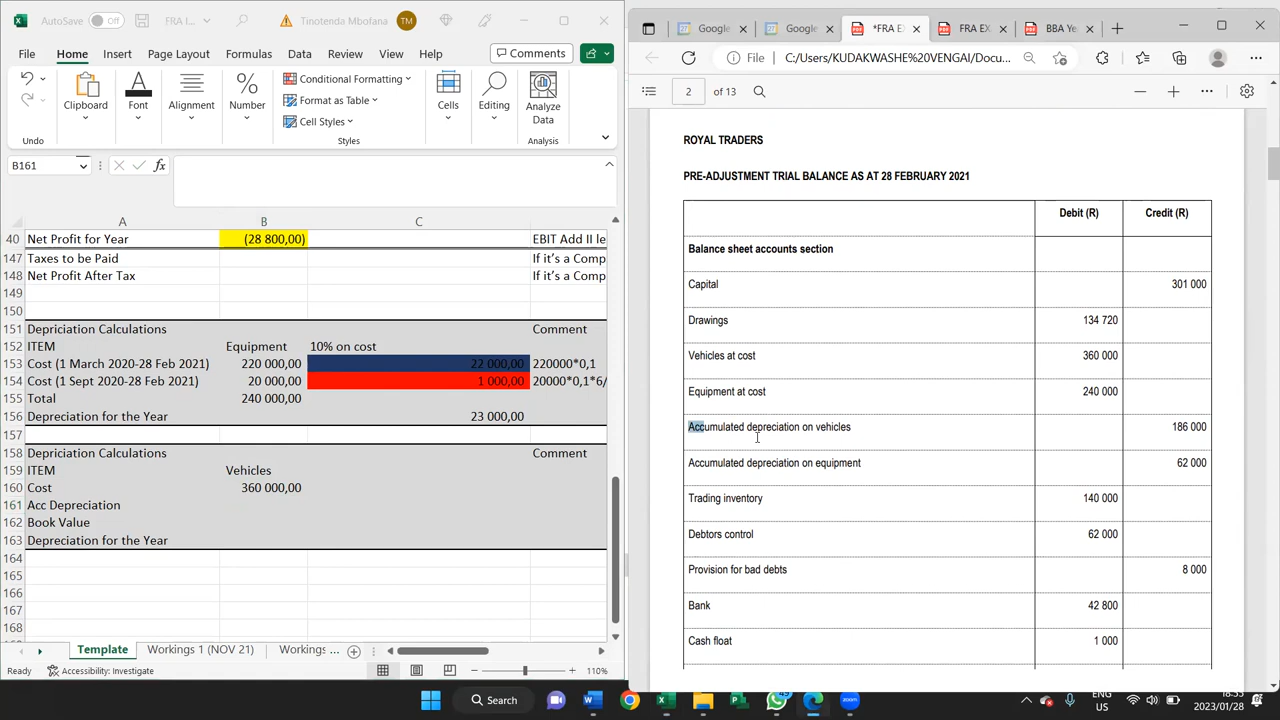 AutoSave Off FRA I... Tinotenda Mbofana TM
File Home Insert Page Layout Formulas Data Review View Help Comments
Clipboard Font Alignment Number Conditional Formatting Format as Table Cell Styles Cells Editing Analyze Data
Undo Styles Analysis
B161 fx
A B C
40 Net Profit for Year (28 800,00) EBIT Add II le
147 Taxes to be Paid If it's a Comp
148 Net Profit After Tax If it's a Comp
149
150
151 Depriciation Calculations Comment
152 ITEM Equipment 10% on cost
153 Cost (1 March 2020-28 Feb 2021) 220 000,00 22 000,00 220000*0,1
154 Cost (1 Sept 2020-28 Feb 2021) 20 000,00 1 000,00 20000*0,1*6/
155 Total 240 000,00
156 Depreciation for the Year 23 000,00
157
158 Depriciation Calculations Comment
159 ITEM Vehicles
160 Cost 360 000,00
161 Acc Depreciation
162 Book Value
163 Depreciation for the Year
164
165
166
167
168
Template Workings 1 (NOV 21) Workings ...
Ready Accessibility: Investigate 110%
Google Google *FRA EX FRA EX BBA Ye
File C:/Users/KUDAKWASHE%20VENGAI/Docu...
2 of 13
ROYAL TRADERS
PRE-ADJUSTMENT TRIAL BALANCE AS AT 28 FEBRUARY 2021
Debit (R) Credit (R)
Balance sheet accounts section
Capital 301 000
Drawings 134 720
Vehicles at cost 360 000
Equipment at cost 240 000
Accumulated depreciation on vehicles 186 000
Accumulated depreciation on equipment 62 000
Trading inventory 140 000
Debtors control 62 000
Provision for bad debts 8 000
Bank 42 800
Cash float 1 000
Search ENG US 2023/01/28